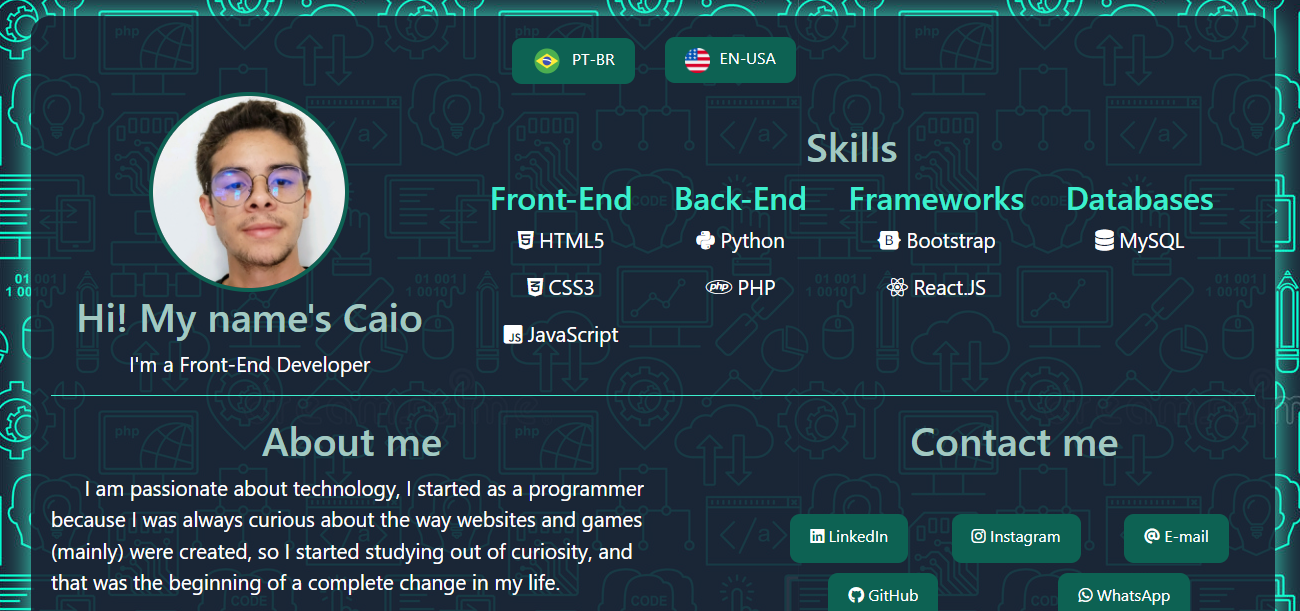 PT-BR
EN-USA
Skills
Front-End Back-End Frameworks Databases
HTML5 Python Bootstrap MySQL
CSS3 PHP React.JS
JavaScript
Hi! My name's Caio
I'm a Front-End Developer
About me
I am passionate about technology, I started as a programmer
because I was always curious about the way websites and games
(mainly) were created, so I started studying out of curiosity, and
that was the beginning of a complete change in my life.
Contact me
LinkedIn Instagram E-mail
GitHub WhatsApp